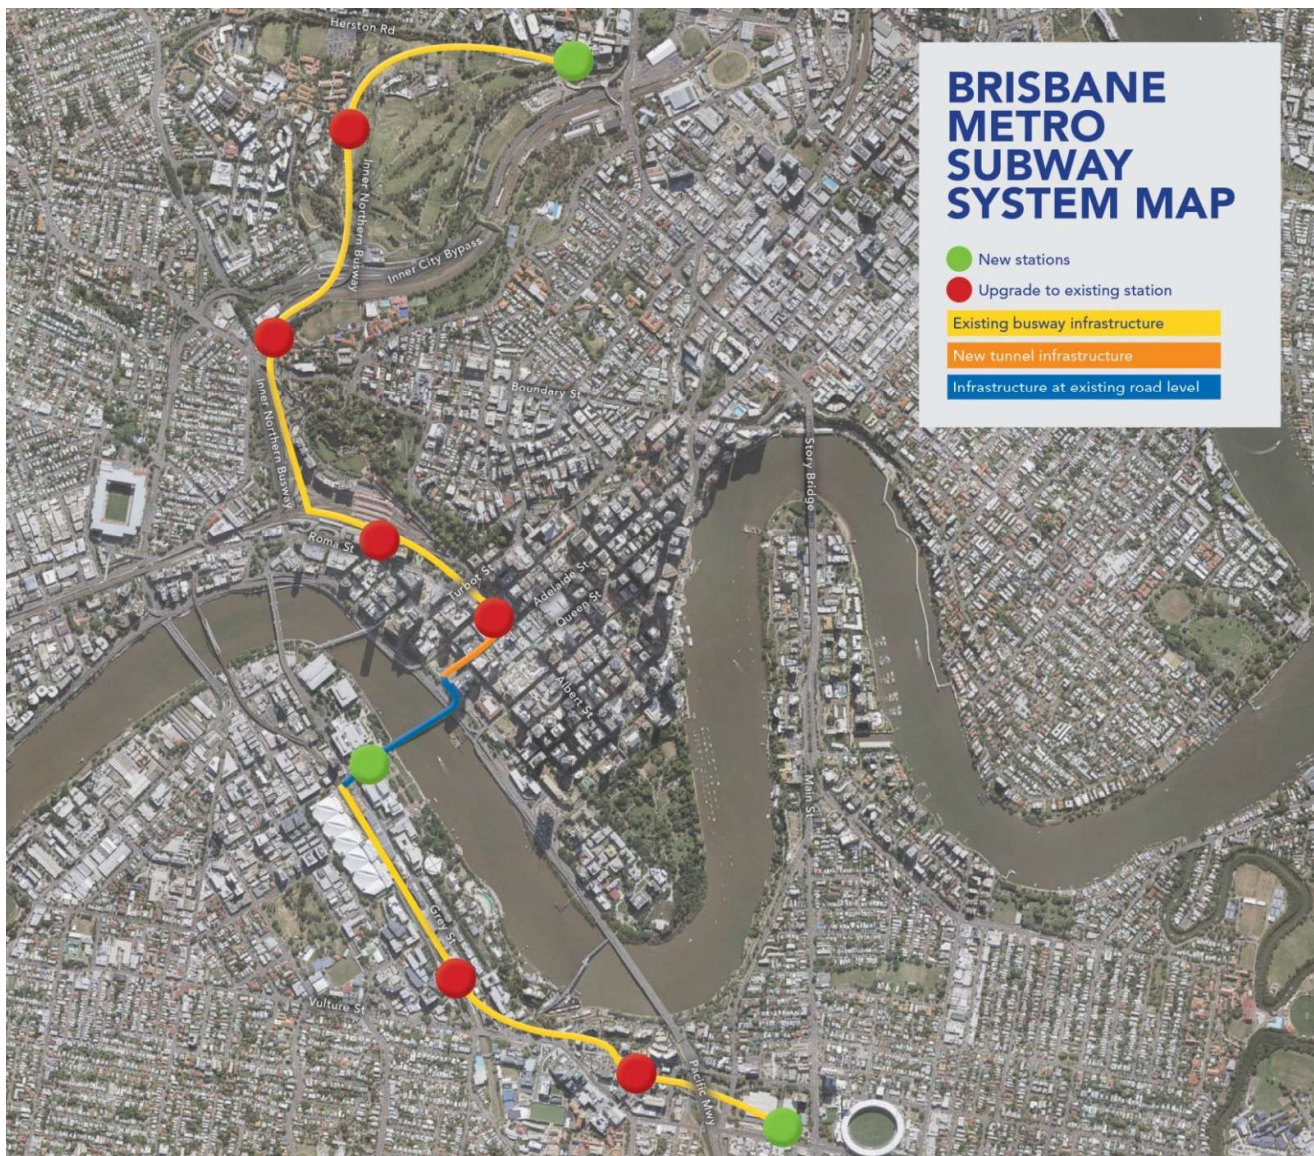 BRISBANE
METRO
SUBWAY
SYSTEM MAP
New stations
Upgrade to existing station
Existing busway infrastructure
New tunnel infrastructure
Infrastructure at existing road level
Herston Rd
Inner Northern Busway
Inner City Bypass
Boundary St
Inner Northern Busway
Story Bridge
Roma St
Turbot St
Adelaide St
Queen St
Albert St
Main St
Grey St
Vulture St
Pacific Mwy